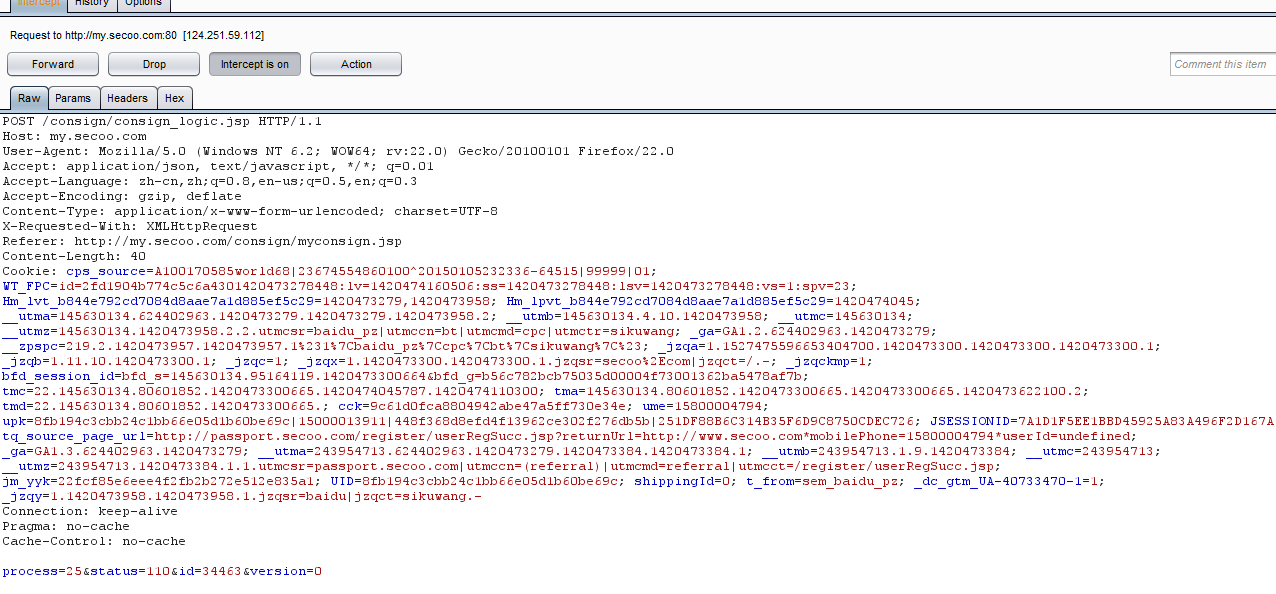 Intercept History Options
Request to http://my.secoo.com:80 [124.251.59.112]
Forward Drop Intercept is on Action Comment this item
Raw Params Headers Hex
POST /consign/consign_logic.jsp HTTP/1.1
Host: my.secoo.com
User-Agent: Mozilla/5.0 (Windows NT 6.2; WOW64; rv:22.0) Gecko/20100101 Firefox/22.0
Accept: application/json, text/javascript, */*; q=0.01
Accept-Language: zh-cn,zh;q=0.8,en-us;q=0.5,en;q=0.3
Accept-Encoding: gzip, deflate
Content-Type: application/x-www-form-urlencoded; charset=UTF-8
X-Requested-With: XMLHttpRequest
Referer: http://my.secoo.com/consign/myconsign.jsp
Content-Length: 40
Cookie: cps_source=A100170585world68|23674554860100^20150105232336-64515|99999|01;
WT_FPC=id=2fd1904b774c5c6a4301420473278448:lv=1420474160506:ss=1420473278448:lsv=1420473278448:vs=1:spv=23;
Hm_lvt_b844e792cd7084d8aae7a1d885ef5c29=1420473279,1420473958; Hm_lpvt_b844e792cd7084d8aae7a1d885ef5c29=1420474045;
__utma=145630134.624402963.1420473279.1420473279.1420473958.2; __utmb=145630134.4.10.1420473958; __utmc=145630134;
__utmz=145630134.1420473958.2.2.utmcsr=baidu_pz|utmccn=bt|utmcmd=cpc|utmctr=sikuwang; _ga=GA1.2.624402963.1420473279;
__zpspc=219.2.1420473957.1420473957.1%231%7Cbaidu_pz%7Ccpc%7Cbt%7Csikuwang%7C%23; _jzqa=1.1527475596653404700.1420473300.1420473300.1420473300.1;
_jzqb=1.11.10.1420473300.1; _jzqc=1; _jzqx=1.1420473300.1420473300.1.jzqsr=secoo%2Ecom|jzqct=/.-; _jzqckmp=1;
bfd_session_id=bfd_s=145630134.95164119.1420473300664&bfd_g=b56c782bcb75035d00004f73001362ba5478af7b;
tmc=22.145630134.80601852.1420473300665.1420474045787.1420474110300; tma=145630134.80601852.1420473300665.1420473300665.1420473622100.2;
tmd=22.145630134.80601852.1420473300665.; cck=9c61d0fca8804942abe47a5ff730e34e; ume=15800004794;
upk=8fb194c3cbb24c1bb66e05d1b60be69c|15000013911|448f368d8efd4f13962ce302f276db5b|251DF88B6C314B35F6D9C8750CDEC726; JSESSIONID=7A1D1F5EE1BBD45925A83A496F2D167A
tq_source_page_url=http://passport.secoo.com/register/userRegSucc.jsp?returnUrl=http://www.secoo.com*mobilePhone=15800004794*userId=undefined;
_ga=GA1.3.624402963.1420473279; __utma=243954713.624402963.1420473279.1420473384.1420473384.1; __utmb=243954713.1.9.1420473384; __utmc=243954713;
__utmz=243954713.1420473384.1.1.utmcsr=passport.secoo.com|utmccn=(referral)|utmcmd=referral|utmcct=/register/userRegSucc.jsp;
jm_yyk=22fcf85e6eee4f2fb2b272e512e835a1; UID=8fb194c3cbb24c1bb66e05d1b60be69c; shippingId=0; t_from=sem_baidu_pz; _dc_gtm_UA-40733470-1=1;
_jzqy=1.1420473958.1420473958.1.jzqsr=baidu|jzqct=sikuwang.-
Connection: keep-alive
Pragma: no-cache
Cache-Control: no-cache
process=25&status=110&id=34463&version=0